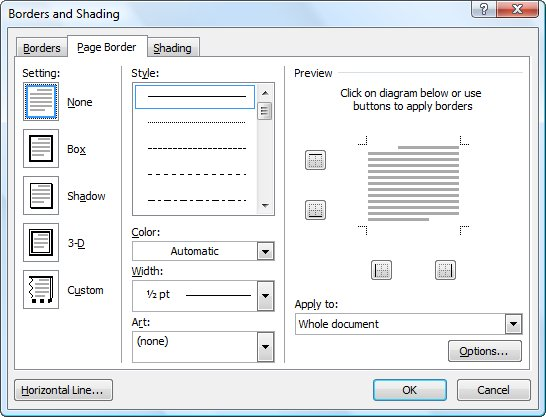 Borders and Shading
Borders
Page Border
Shading
Setting:
None
Box
Shadow
3-D
Custom
Style:
Color:
Automatic
Width:
½ pt
Art:
(none)
Preview
Click on diagram below or use
buttons to apply borders
Apply to:
Whole document
Options...
Horizontal Line...
OK
Cancel